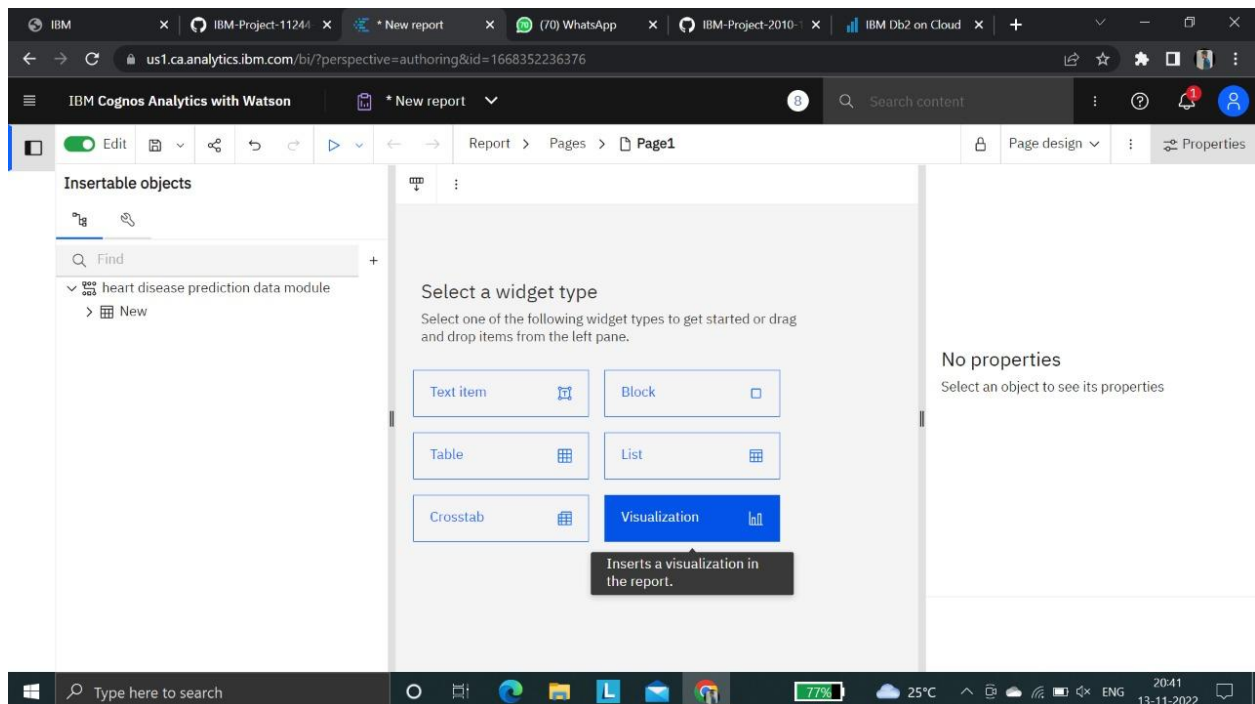 IBM
IBM-Project-11244
* New report
(70) WhatsApp
IBM-Project-2010-1
IBM Db2 on Cloud
us1.ca.analytics.ibm.com/bi/?perspective=authoring&id=1668352236376
IBM Cognos Analytics with Watson
* New report
8
Search content
1
Edit
Report > Pages > Page1
Page design
Properties
Insertable objects
Find
+
heart disease prediction data module
New
Select a widget type
Select one of the following widget types to get started or drag
and drop items from the left pane.
Text item
Block
Table
List
Crosstab
Visualization
Inserts a visualization in
the report.
No properties
Select an object to see its properties
Type here to search
L
77%
25°C
ENG
20:41
13-11-2022